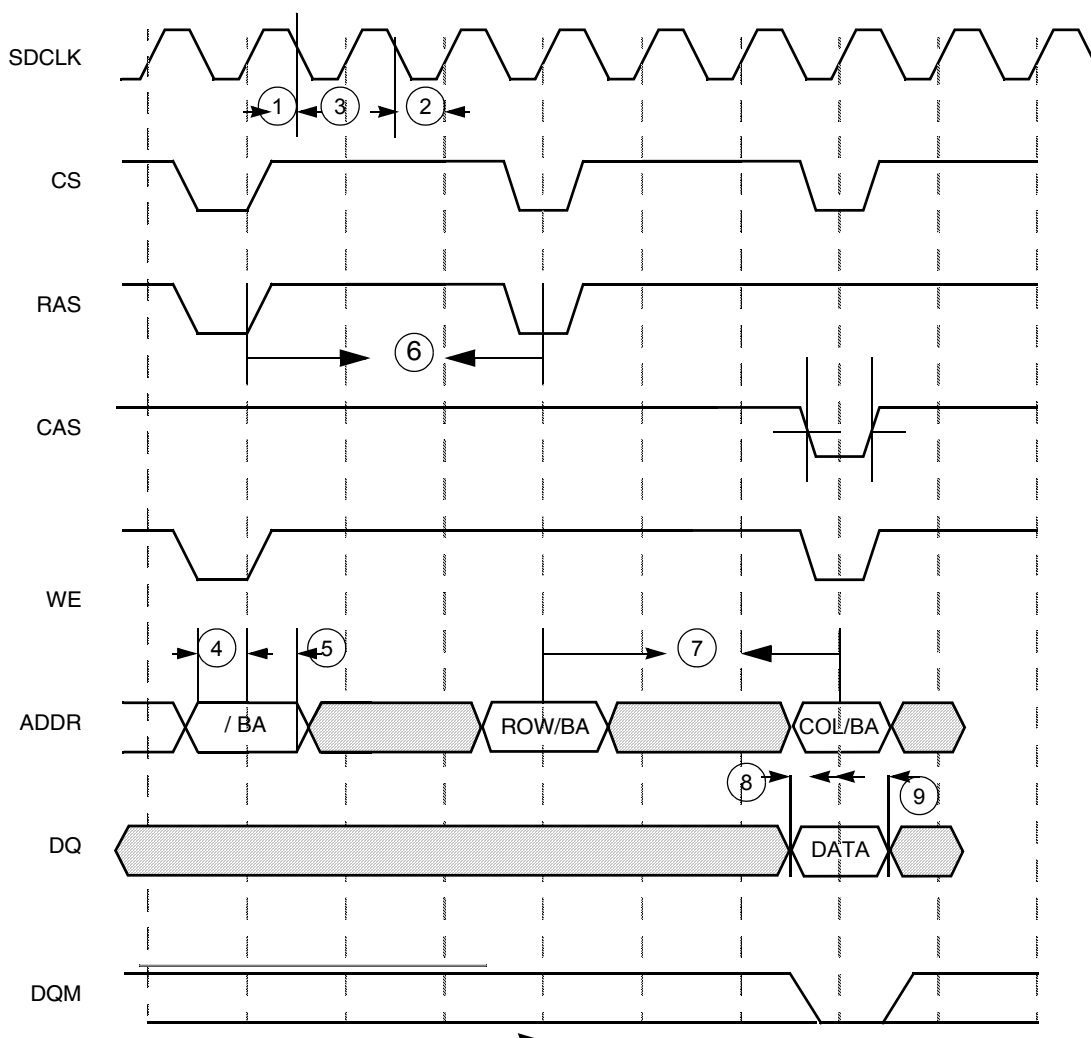 SDCLK
1 3 2
CS
RAS
6
CAS
WE
4 5 7
ADDR / BA ROW/BA COL/BA
8 9
DQ DATA
DQM